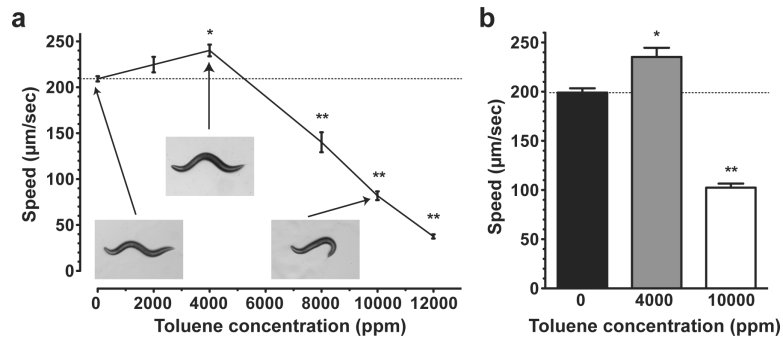 a
Speed (µm/sec)
250
200
150
100
50
0
*
**
**
**
0 2000 4000 6000 8000 10000 12000
Toluene concentration (ppm)
b
Speed (µm/sec)
250
200
150
100
50
0
*
**
0 4000 10000
Toluene concentration (ppm)